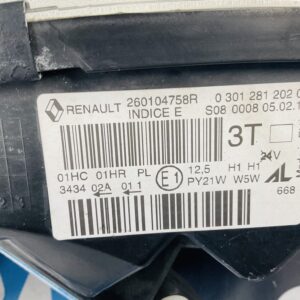 RENAULT 260104758R 0 301 281 202
INDICE E S08 0008 05.02.1
3T
24V
01HC 01HR PL E1 12,5 H1 H1 AL
3434 02A 01 1 PY21W W5W 668